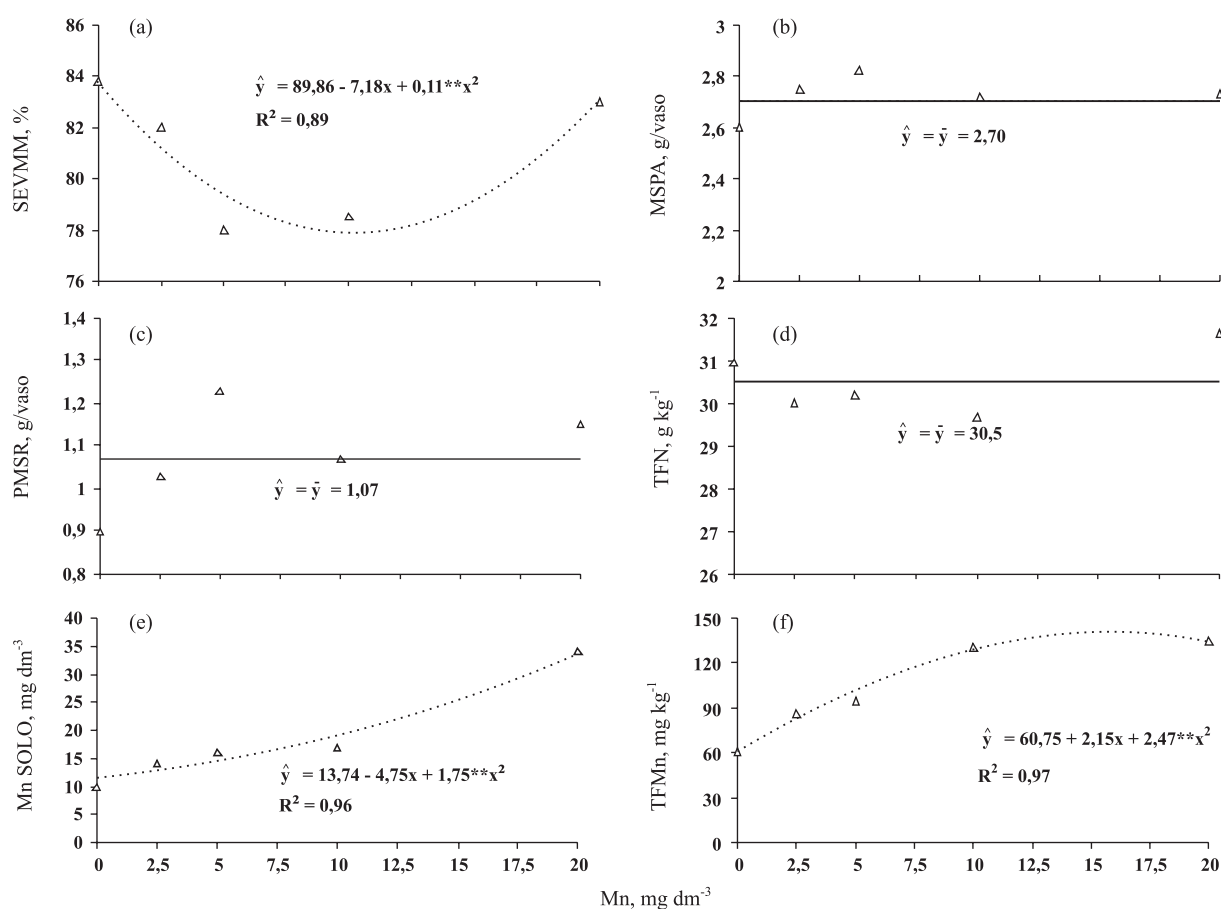 (a)
86
84
82
80
78
76
SEVMM, %
ŷ = 89,86 - 7,18x + 0,11**x²
R² = 0,89
(b)
3
2,8
2,6
2,4
2,2
2
MSPA, g/vaso
ŷ = ȳ = 2,70
(c)
1,4
1,3
1,2
1,1
1
0,9
0,8
PMSR, g/vaso
ŷ = ȳ = 1,07
(d)
32
31
30
29
28
27
26
TFN, g kg⁻¹
ŷ = ȳ = 30,5
(e)
40
35
30
25
20
15
10
5
0
Mn SOLO, mg dm⁻³
ŷ = 13,74 - 4,75x + 1,75**x²
R² = 0,96
0 2,5 5 7,5 10 12,5 15 17,5 20
(f)
150
120
90
60
30
0
TFMn, mg kg⁻¹
ŷ = 60,75 + 2,15x + 2,47**x²
R² = 0,97
0 2,5 5 7,5 10 12,5 15 17,5 20
Mn, mg dm⁻³